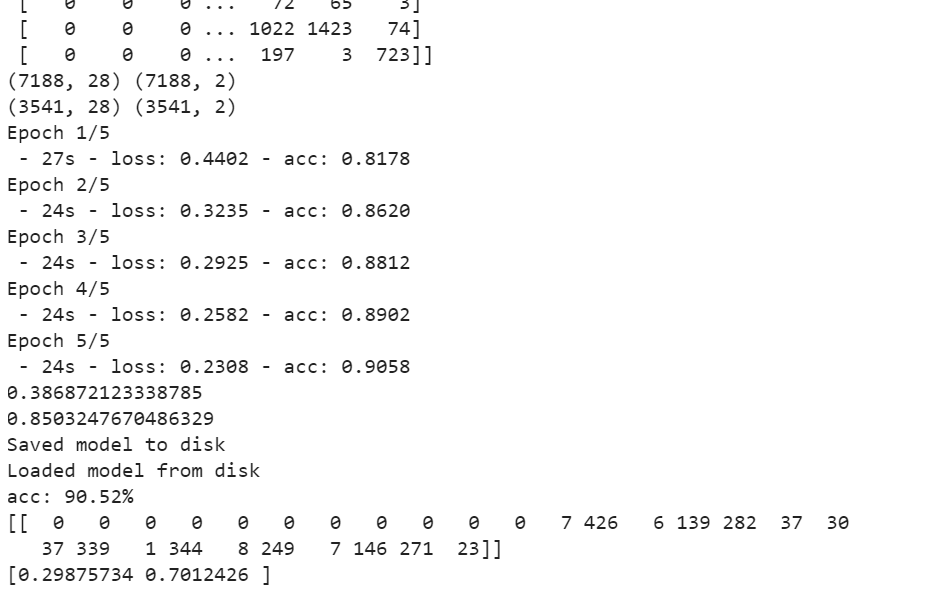 [   0    0    0 ...   72   65    3]
 [   0    0    0 ... 1022 1423   74]
 [   0    0    0 ...  197    3  723]]
(7188, 28) (7188, 2)
(3541, 28) (3541, 2)
Epoch 1/5
 - 27s - loss: 0.4402 - acc: 0.8178
Epoch 2/5
 - 24s - loss: 0.3235 - acc: 0.8620
Epoch 3/5
 - 24s - loss: 0.2925 - acc: 0.8812
Epoch 4/5
 - 24s - loss: 0.2582 - acc: 0.8902
Epoch 5/5
 - 24s - loss: 0.2308 - acc: 0.9058
0.386872123338785
0.8503247670486329
Saved model to disk
Loaded model from disk
acc: 90.52%
[[  0   0   0   0   0   0   0   0   0   0   0   7 426   6 139 282  37  30
   37 339   1 344   8 249   7 146 271  23]]
[0.29875734 0.7012426 ]